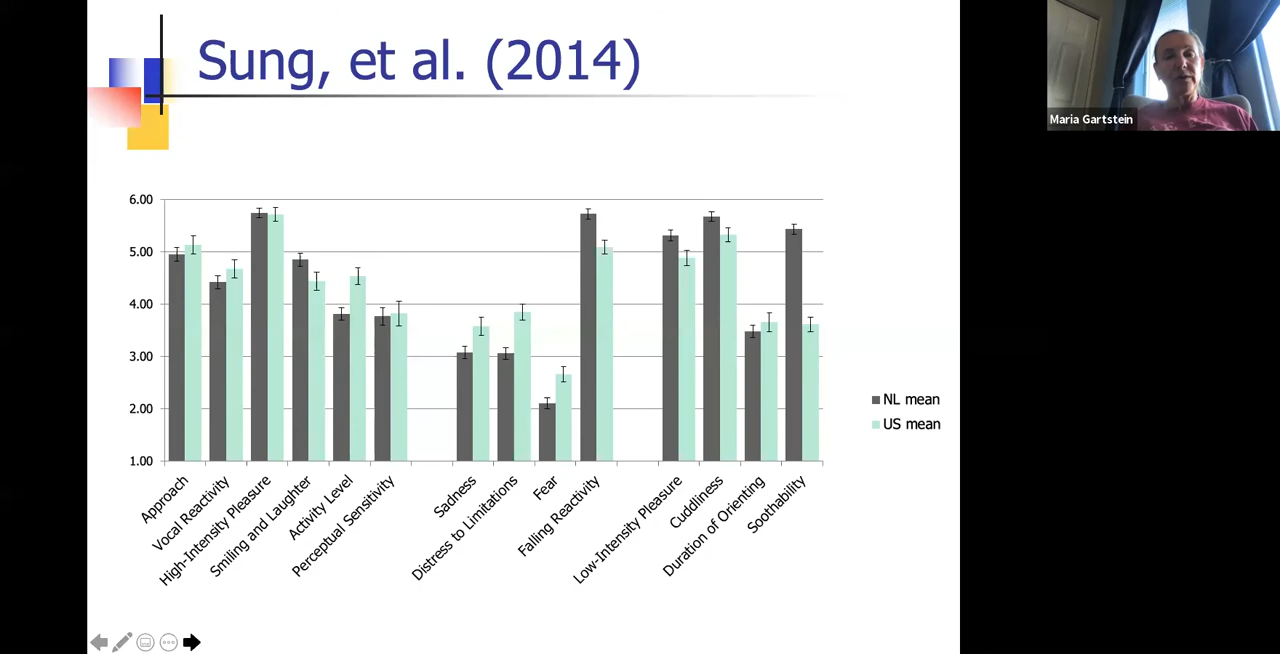 Sung, et al. (2014)
Maria Gartstein
6.00
5.00
4.00
3.00
2.00
1.00
NL mean
US mean
Approach
Vocal Reactivity
High-Intensity Pleasure
Smiling and Laughter
Activity Level
Perceptual Sensitivity
Sadness
Distress to Limitations
Fear
Falling Reactivity
Low-Intensity Pleasure
Cuddliness
Duration of Orienting
Soothability